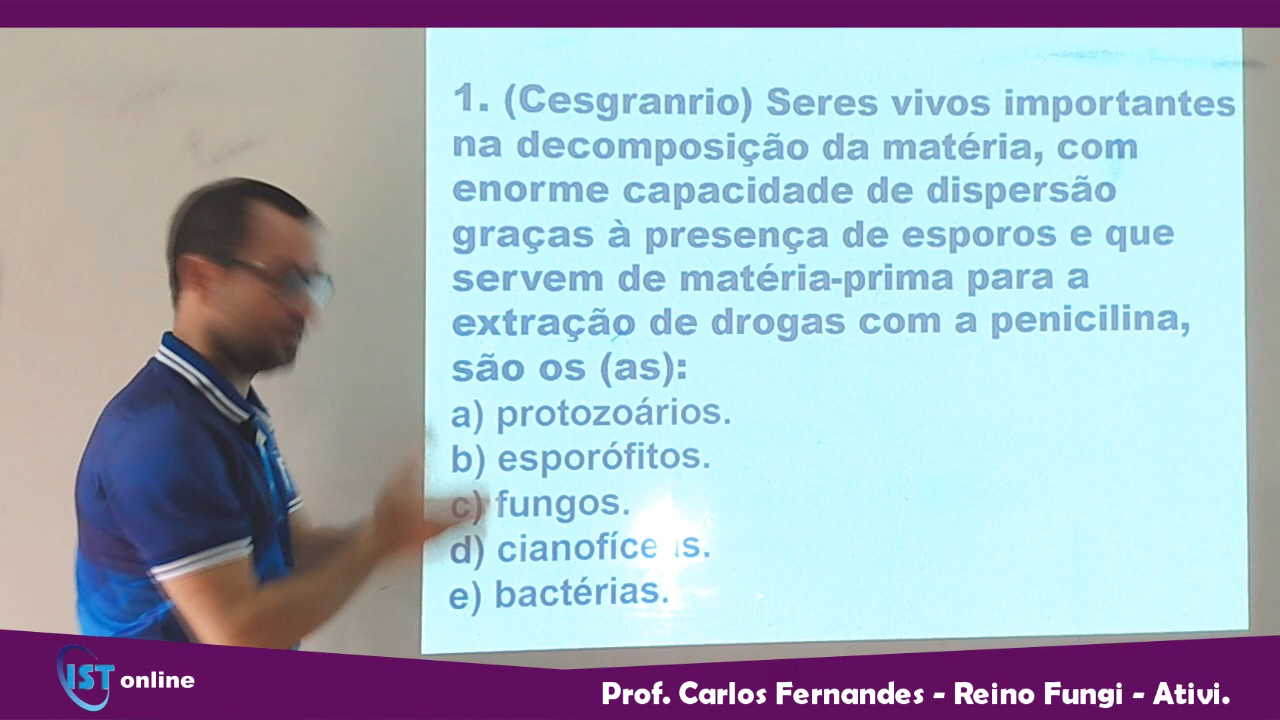 1. (Cesgranrio) Seres vivos importantes
na decomposição da matéria, com
enorme capacidade de dispersão
graças à presença de esporos e que
servem de matéria-prima para a
extração de drogas com a penicilina,
são os (as):
a) protozoários.
b) esporófitos.
c) fungos.
d) cianofíceas.
e) bactérias.
IST online
Prof. Carlos Fernandes - Reino Fungi - Ativi.